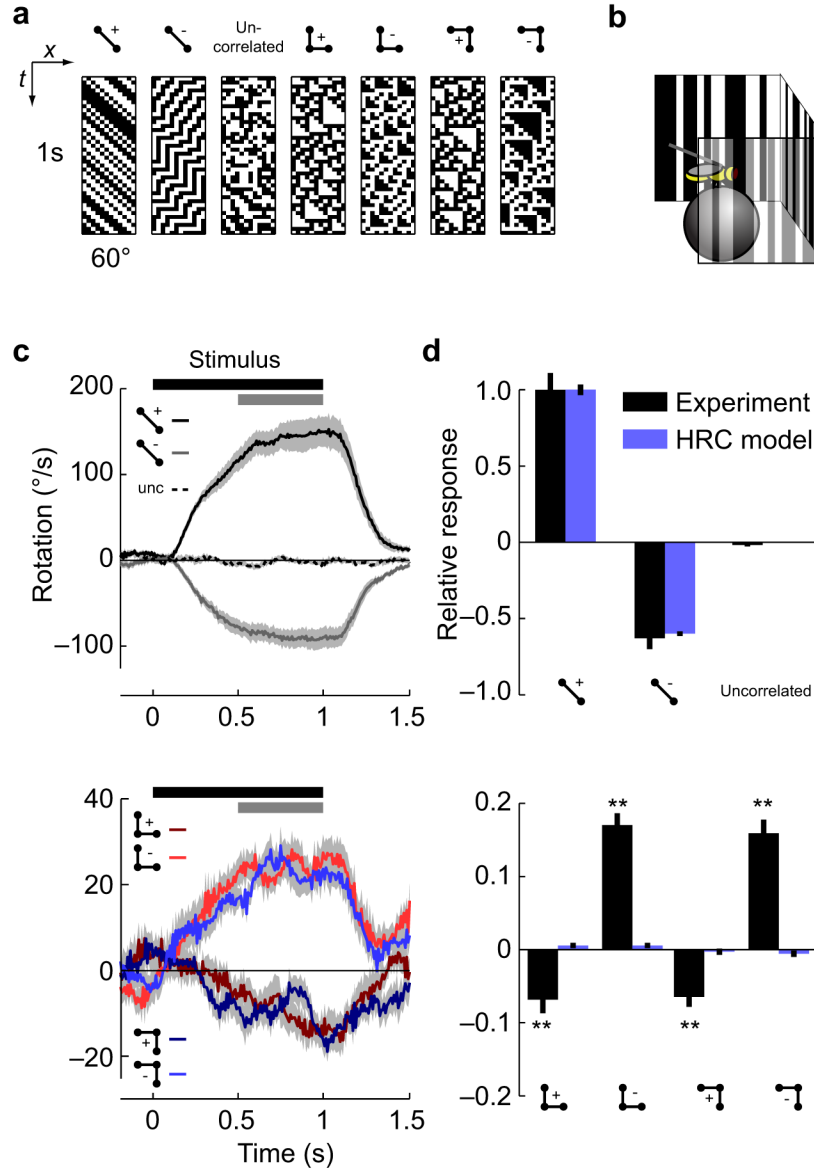 a
+
-
Un-
correlated
+
-
+
-
x
t
1s
60°
b
c
Stimulus
200
100
0
–100
Rotation (°/s)
+
-
unc
0
0.5
1
1.5
d
1.0
0.5
0
–0.5
–1.0
Relative response
Experiment
HRC model
+
-
Uncorrelated
40
20
0
–20
+
-
+
-
0
0.5
1
1.5
Time (s)
0.2
0.1
0
–0.1
–0.2
**
**
**
**
+
-
+
-